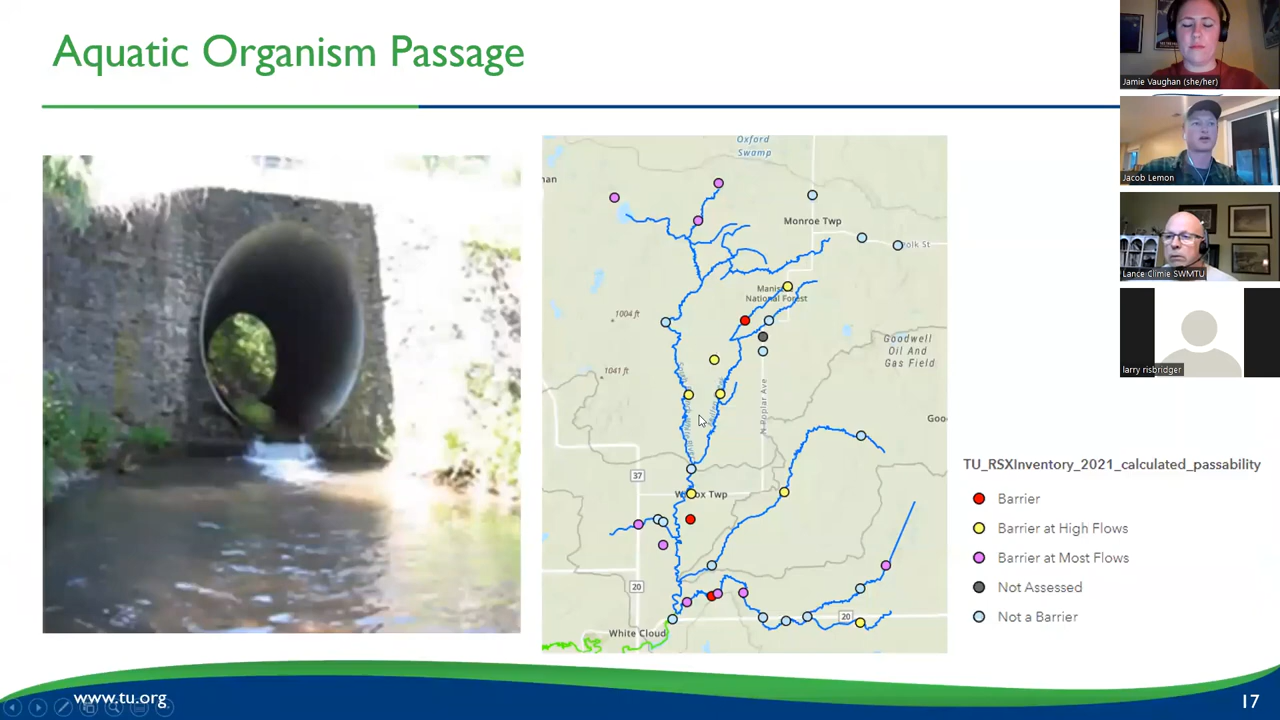 Aquatic Organism Passage
Jamie Vaughan (she/her)
Jacob Lemon
Lance Climie SWMTU
larry risbridger
Oxford
Swamp
nan
Monroe Twp
olk St
Manis
National Forest
1004 ft
Goodwell
Oil And
Gas Field
1041 ft
N Poplar Ave
Goo
37
Wilcox Twp
20
20
White Cloud
TU_RSXInventory_2021_calculated_passability
Barrier
Barrier at High Flows
Barrier at Most Flows
Not Assessed
Not a Barrier
www.tu.org
17